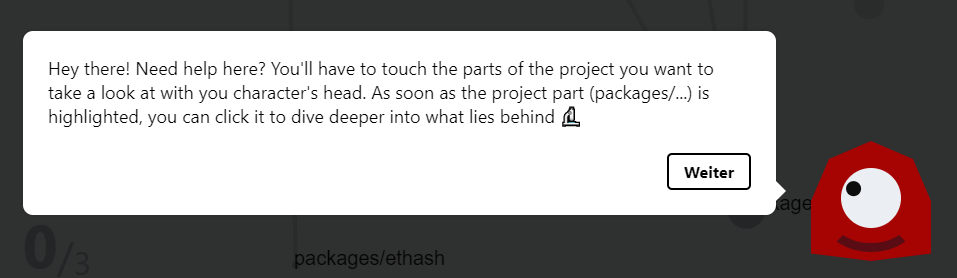 Hey there! Need help here? You'll have to touch the parts of the project you want to
take a look at with you character's head. As soon as the project part (packages/...) is
highlighted, you can click it to dive deeper into what lies behind
Weiter
0/3
packages/ethash